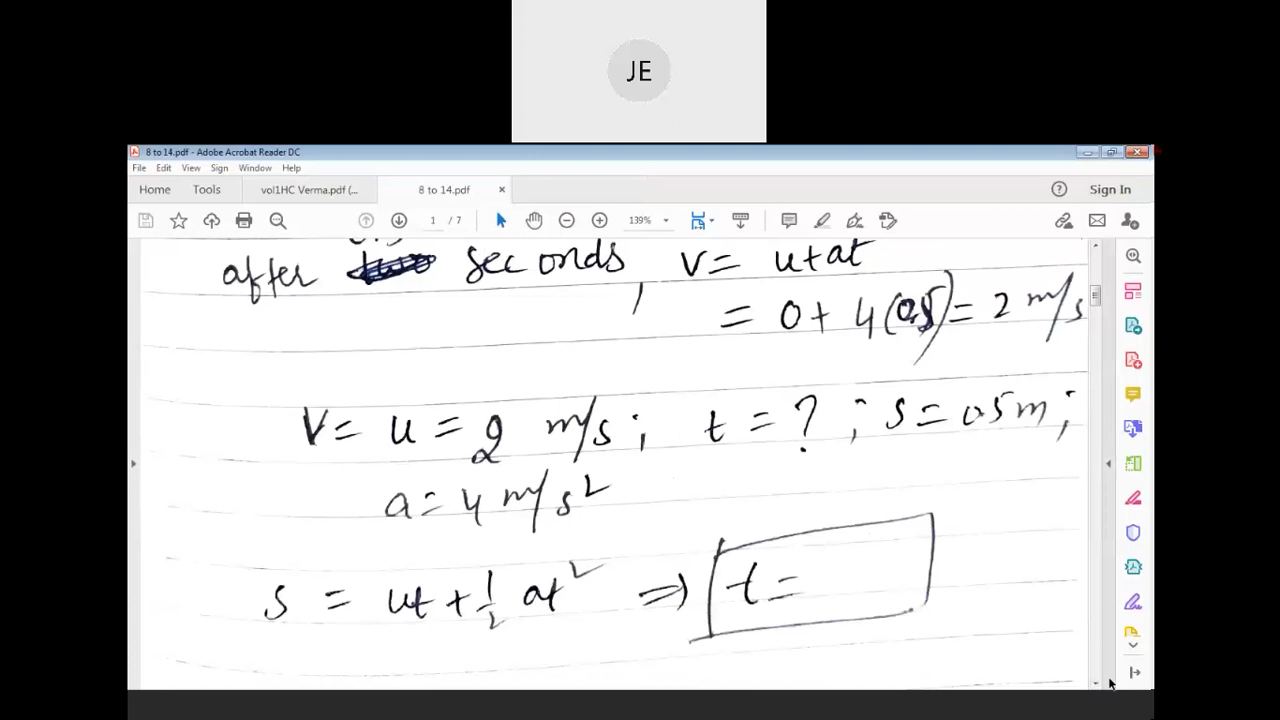 JE
8 to 14.pdf - Adobe Acrobat Reader DC
File Edit View Sign Window Help
Home Tools vol1HC Verma.pdf (... 8 to 14.pdf × ? Sign In
1 / 7 139%
after seconds, v = u+at
= 0 + 4(0.5) = 2 m/s
V = u = 2 m/s ; t = ? ; s = 0.5m ;
a = 4 m/s²
s = ut + 1/2 at² ⇒ t =